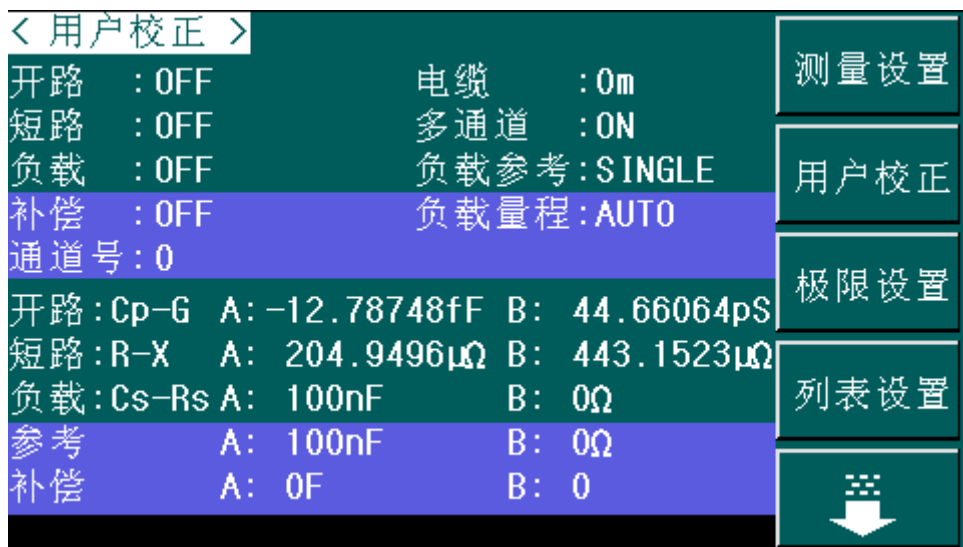 < 用户校正 >
开路 :OFF 电缆 :0m
短路 :OFF 多通道 :ON
负载 :OFF 负载参考:SINGLE
补偿 :OFF 负载量程:AUTO
通道号:0
开路:Cp-G A:-12.78748fF B: 44.66064pS
短路:R-X A: 204.9496μΩ B: 443.1523μΩ
负载:Cs-Rs A: 100nF B: 0Ω
参考 A: 100nF B: 0Ω
补偿 A: 0F B: 0
测量设置
用户校正
极限设置
列表设置